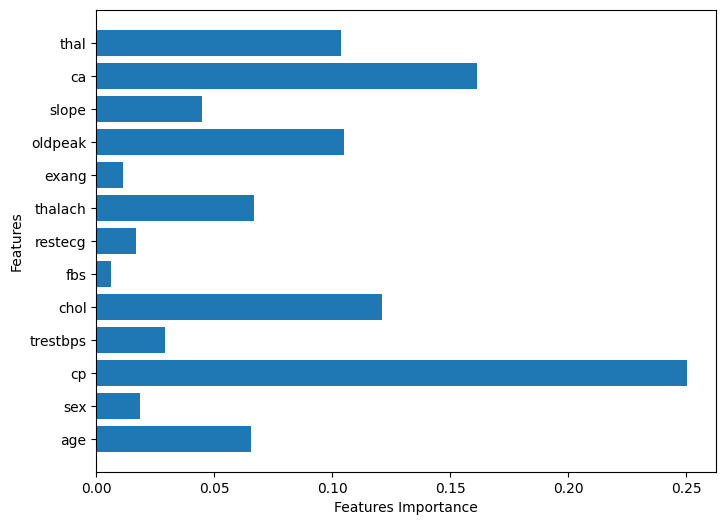 thal
ca
slope
oldpeak
exang
thalach
restecg
fbs
chol
trestbps
cp
sex
age
Features
0.00 0.05 0.10 0.15 0.20 0.25
Features Importance